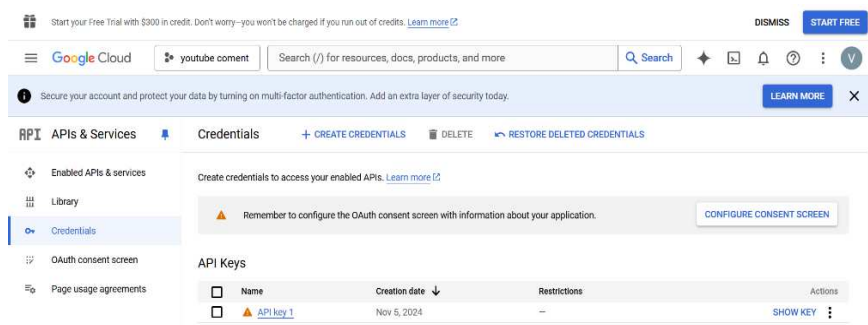 Start your Free Trial with $300 in credit. Don't worry—you won't be charged if you run out of credits. Learn more
DISMISS
START FREE
Google Cloud
youtube coment
Search (/) for resources, docs, products, and more
Search
V
Secure your account and protect your data by turning on multi-factor authentication. Add an extra layer of security today.
LEARN MORE
API APIs & Services
Credentials
+ CREATE CREDENTIALS
DELETE
RESTORE DELETED CREDENTIALS
Enabled APIs & services
Library
Credentials
OAuth consent screen
Page usage agreements
Create credentials to access your enabled APIs. Learn more
Remember to configure the OAuth consent screen with information about your application.
CONFIGURE CONSENT SCREEN
API Keys
Name Creation date Restrictions Actions
API key 1 Nov 5, 2024 – SHOW KEY